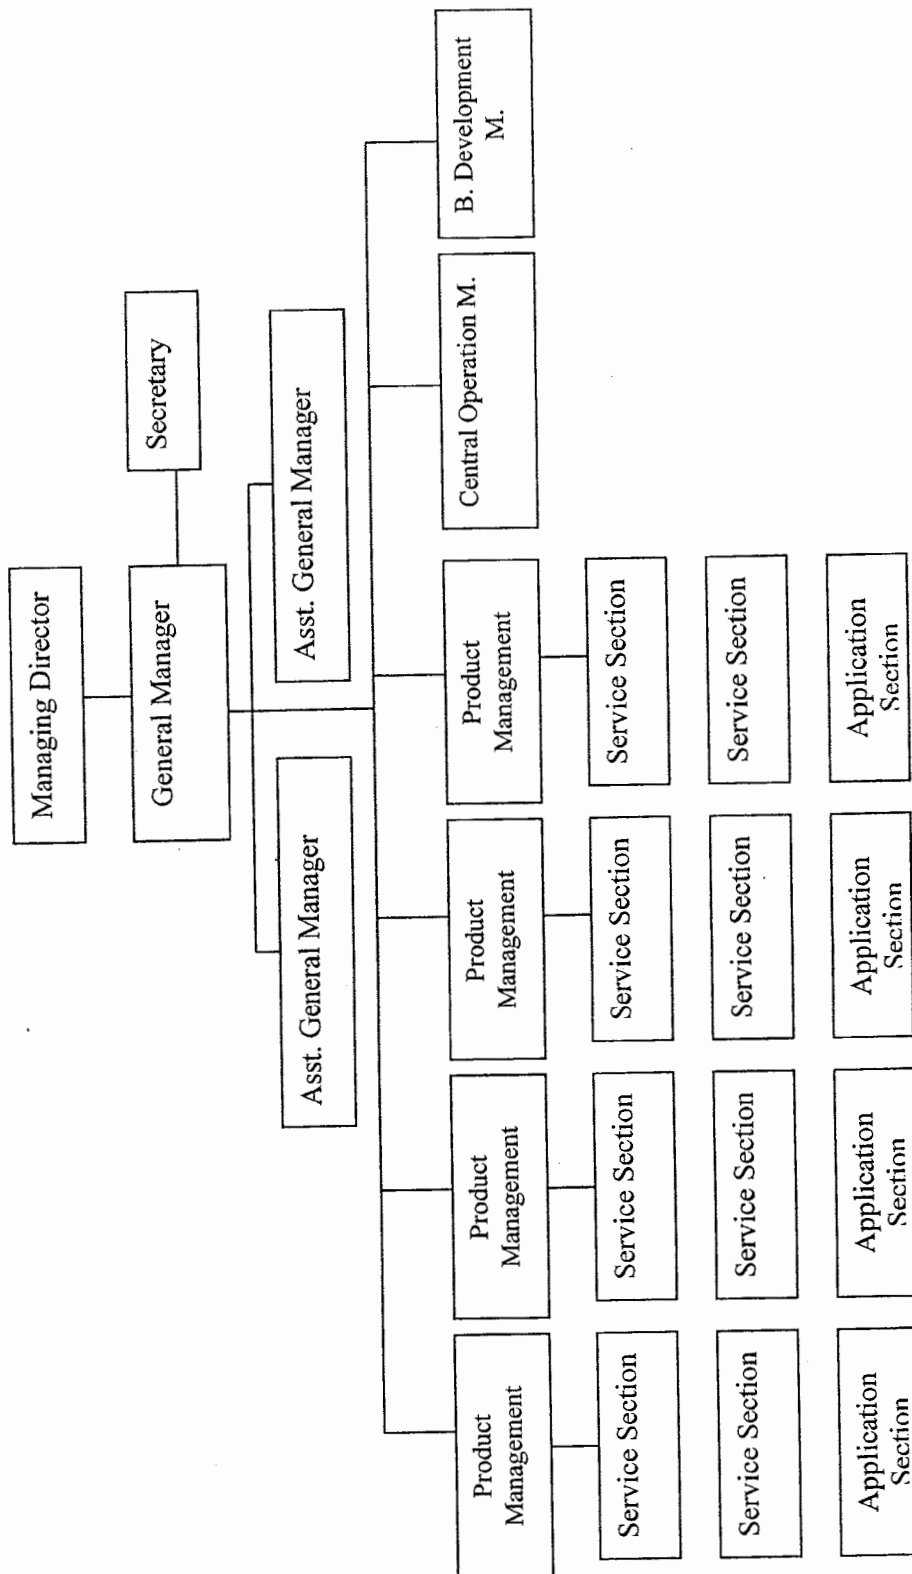 Managing Director
General Manager
Secretary
Asst. General Manager
Asst. General Manager
Product
Management
Product
Management
Product
Management
Product
Management
Central Operation M.
B. Development
M.
Service Section
Service Section
Service Section
Service Section
Service Section
Service Section
Service Section
Service Section
Application
Section
Application
Section
Application
Section
Application
Section